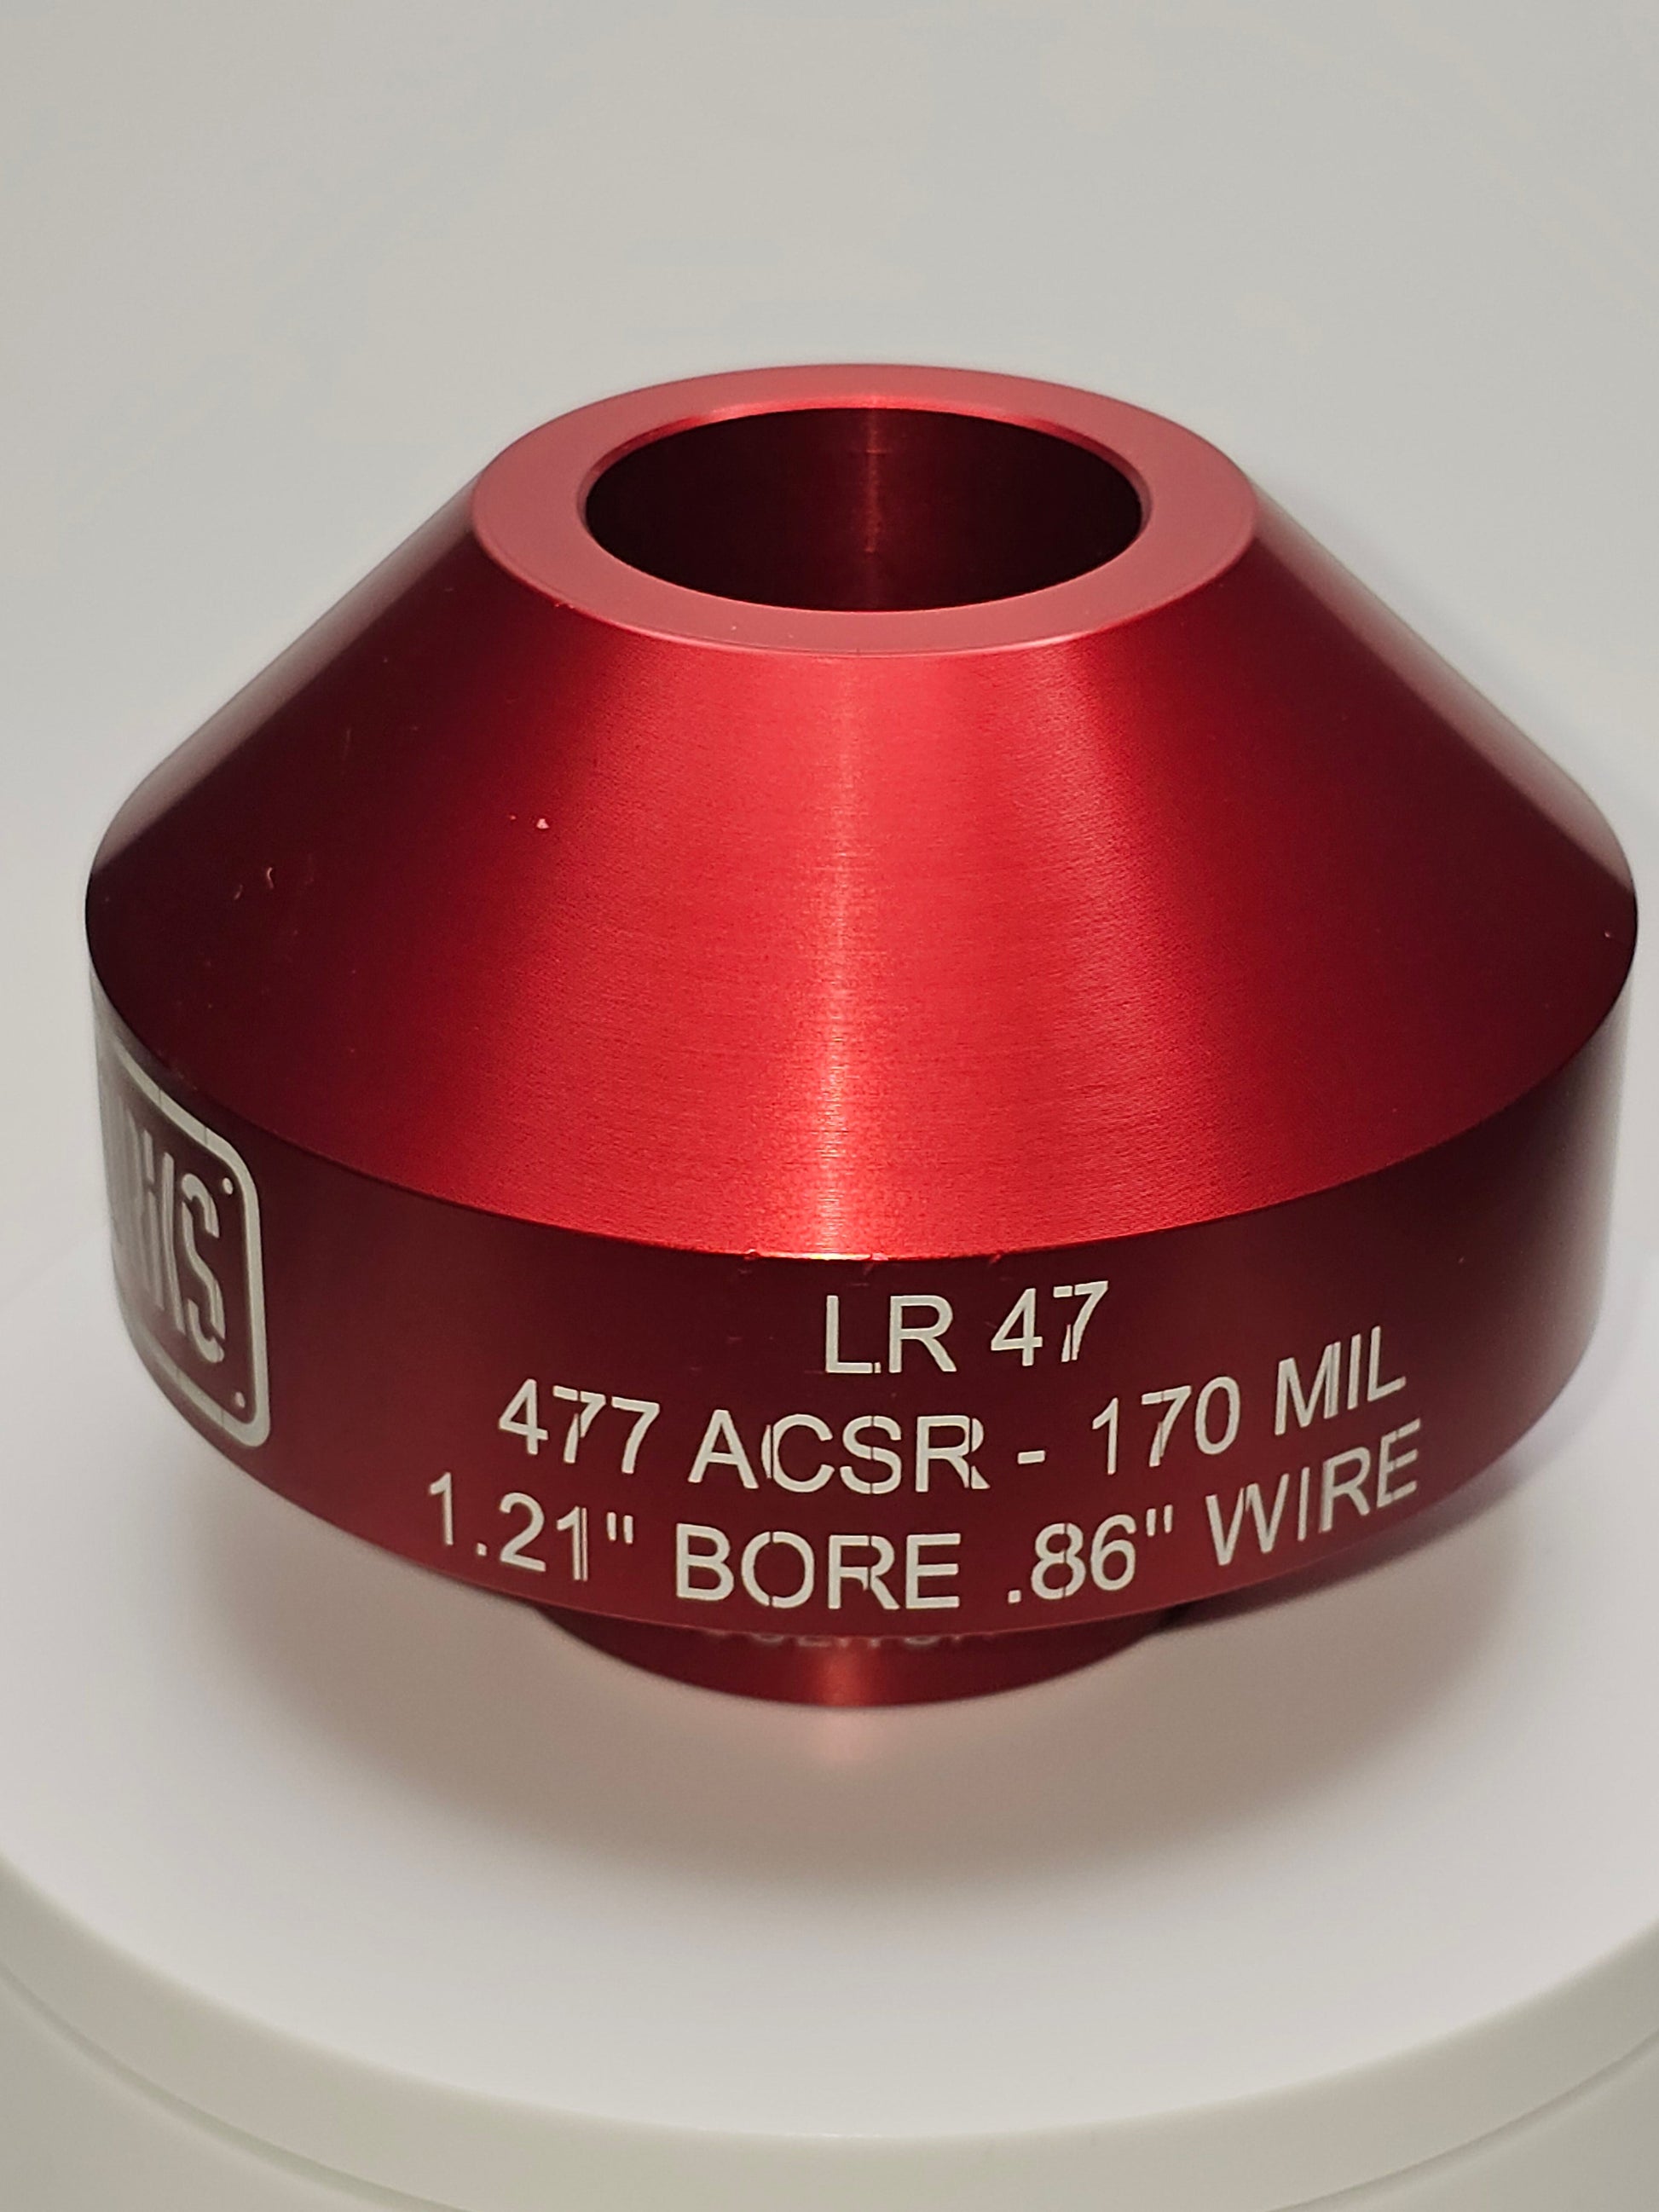 LR 47
477 ACSR - 170 MIL
1.21" BORE .86" WIRE